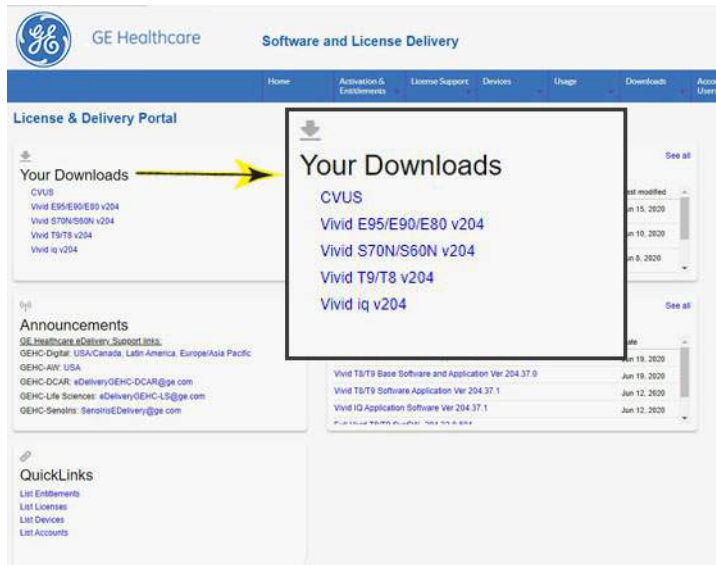 GE Healthcare
Software and License Delivery
Home
Activation & Entitlements
License Support
Devices
Usage
Downloads
License & Delivery Portal
Your Downloads
CVUS
Vivid E95/E90/E80 v204
Vivid S70N/S60N v204
Vivid T9/T8 v204
Vivid iq v204
Your Downloads
CVUS
Vivid E95/E90/E80 v204
Vivid S70N/S60N v204
Vivid T9/T8 v204
Vivid iq v204
See all
modified
15, 2020
10, 2020
8, 2020
Announcements
GE Healthcare eDelivery Support links:
GEHC-Digital: USA/Canada, Latin America, Europe/Asia Pacific
GEHC-AW: USA
GEHC-DCAR: eDeliveryGEHC-DCAR@ge.com
GEHC-Life Sciences: eDeliveryGEHC-LS@ge.com
GEHC-SenoIris: SenoIrisEDelivery@ge.com
See all
Jun 19, 2020
Vivid T8/T9 Base Software and Application Ver 204.37.0 Jun 19, 2020
Vivid T8/T9 Software Application Ver 204.37.1 Jun 12, 2020
Vivid IQ Application Software Ver 204.37.1 Jun 12, 2020
QuickLinks
List Entitlements
List Licenses
List Devices
List Accounts